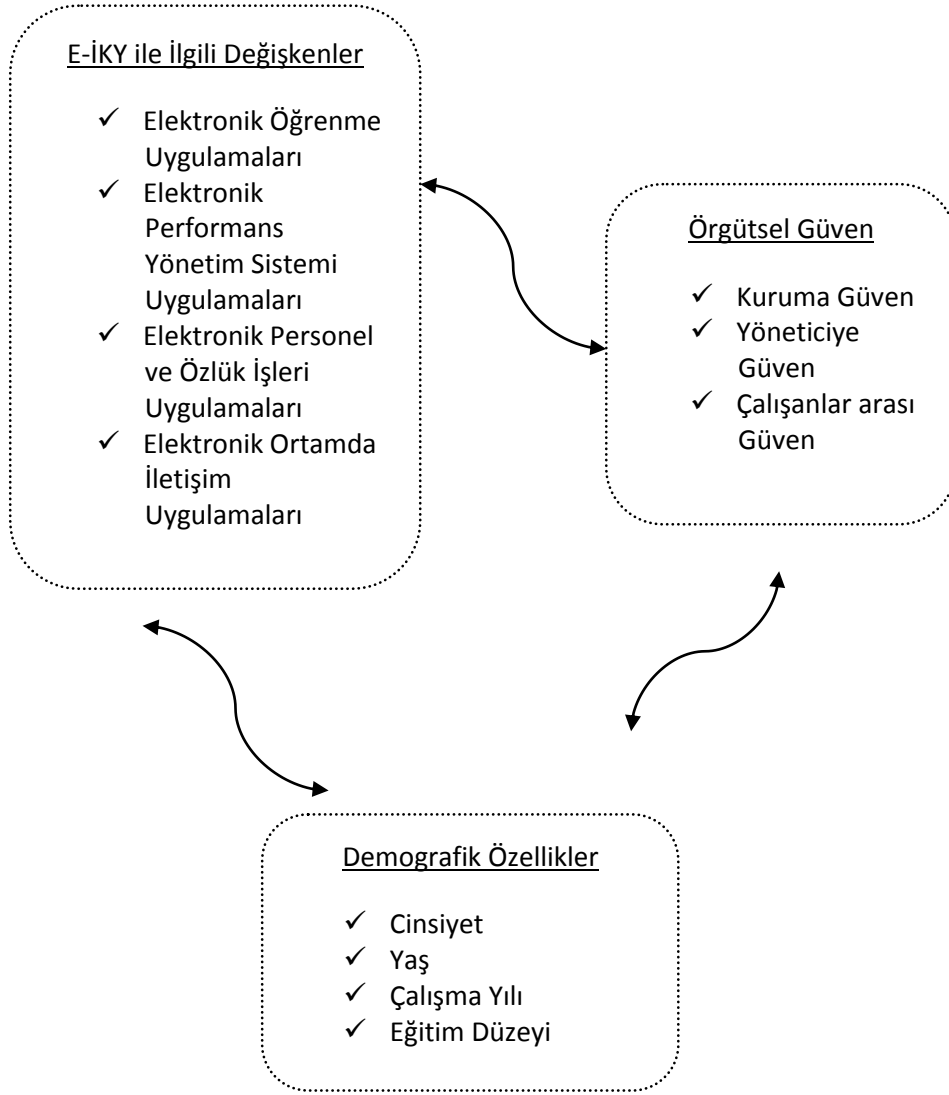 E-İKY ile İlgili Değişkenler
✓ Elektronik Öğrenme
Uygulamaları
✓ Elektronik
Performans
Yönetim Sistemi
Uygulamaları
✓ Elektronik Personel
ve Özlük İşleri
Uygulamaları
✓ Elektronik Ortamda
İletişim
Uygulamaları
Örgütsel Güven
✓ Kuruma Güven
✓ Yöneticiye
Güven
✓ Çalışanlar arası
Güven
Demografik Özellikler
✓ Cinsiyet
✓ Yaş
✓ Çalışma Yılı
✓ Eğitim Düzeyi